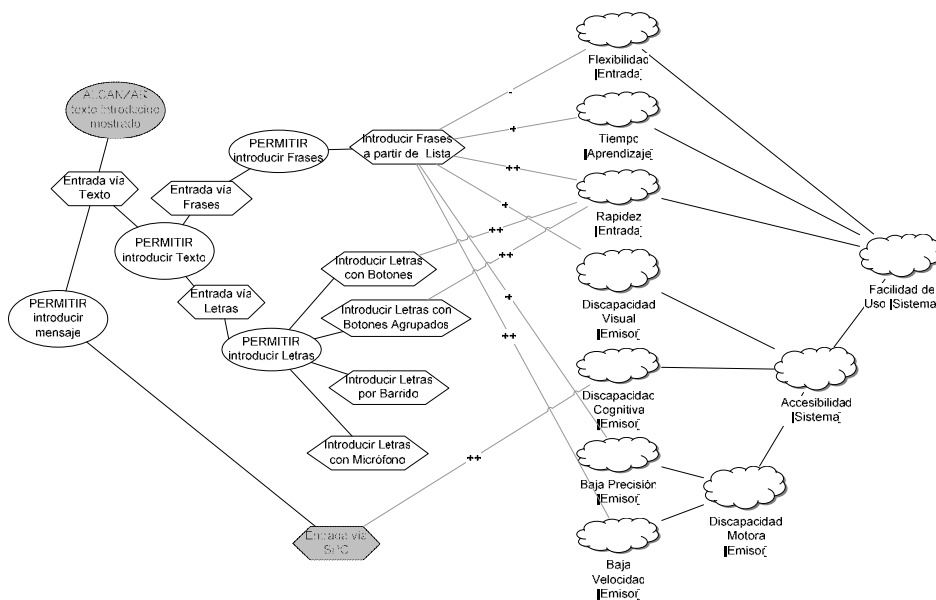 Flexibilidad
[Entrada]
ALCANZAR
texto Introducido
mostrado
PERMITIR
introducir Frases
Introducir Frases
a partir de Lista
Tiempo
[Aprendizaje]
Entrada vía
Texto
Entrada vía
Frases
Rapidez
[Entrada]
PERMITIR
introducir Texto
Introducir Letras
con Botones
Facilidad de
Uso [Sistema]
Entrada vía
Letras
PERMITIR
introducir
mensaje
Introducir Letras con
Botones Agrupados
Discapacidad
Visual
[Emisor]
PERMITIR
introducir Letras
Introducir Letras
por Barrido
Discapacidad
Cognitiva
[Emisor]
Accesibilidad
[Sistema]
Introducir Letras
con Micrófono
Baja Precisión
[Emisor]
Discapacidad
Motora
[Emisor]
Entrada vía
SPC
Baja
Velocidad
[Emisor]
-
+
++
+
++
++
+
++
++